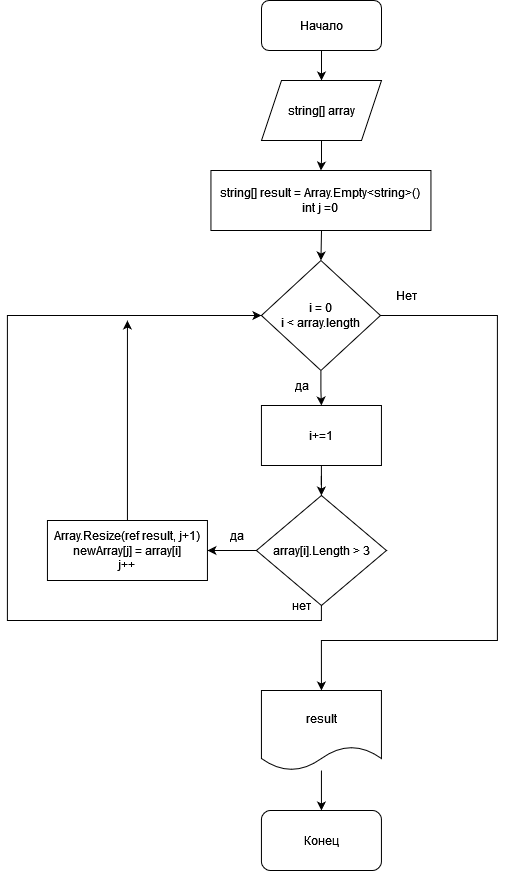 Начало
string[] array
string[] result = Array.Empty<string>()
int j =0
i = 0
i < array.length
Нет
да
i+=1
array[i].Length > 3
да
Array.Resize(ref result, j+1)
newArray[j] = array[i]
j++
нет
result
Конец